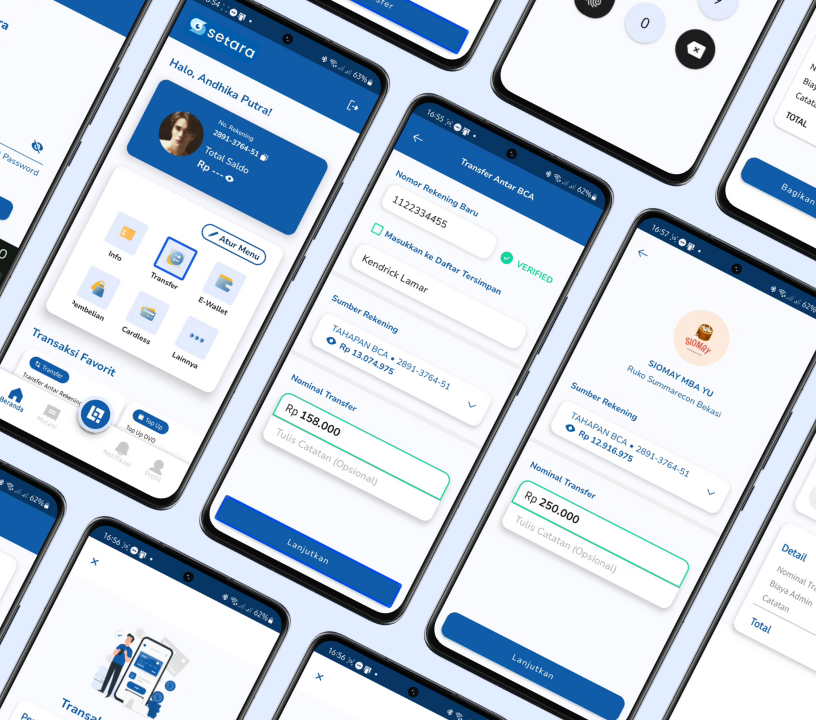 Password
setara
63%
Halo, Andhika Putra!
No. Rekening
2891-3764-51
Total Saldo
Rp ---
Atur Menu
Info
Transfer
E-Wallet
Cardless
Lainnya
Transaksi Favorit
Transfer
Transfer Antar Rekening
Top Up
Top Up OVO
Beranda
Mutasi
Notifikasi
Profil
0
16:55
62%
Transfer Antar BCA
Nomor Rekening Baru
1122334455
VERIFIED
Masukkan ke Daftar Tersimpan
Kendrick Lamar
Sumber Rekening
TAHAPAN BCA • 2891-3764-51
Rp 13.074.975
Nominal Transfer
Rp 158.000
Tulis Catatan (Opsional)
Lanjutkan
16:57
62%
SIOMAY
SIOMAY MBA YU
Ruko Summarecon Bekasi
Sumber Rekening
TAHAPAN BCA • 2891-3764-51
Rp 12.916.975
Nominal Transfer
Rp 250.000
Tulis Catatan (Opsional)
Lanjutkan
TOTAL
Bagikan
62%
16:56
62%
16:56
Detail
Biaya Admin
Catatan
Total